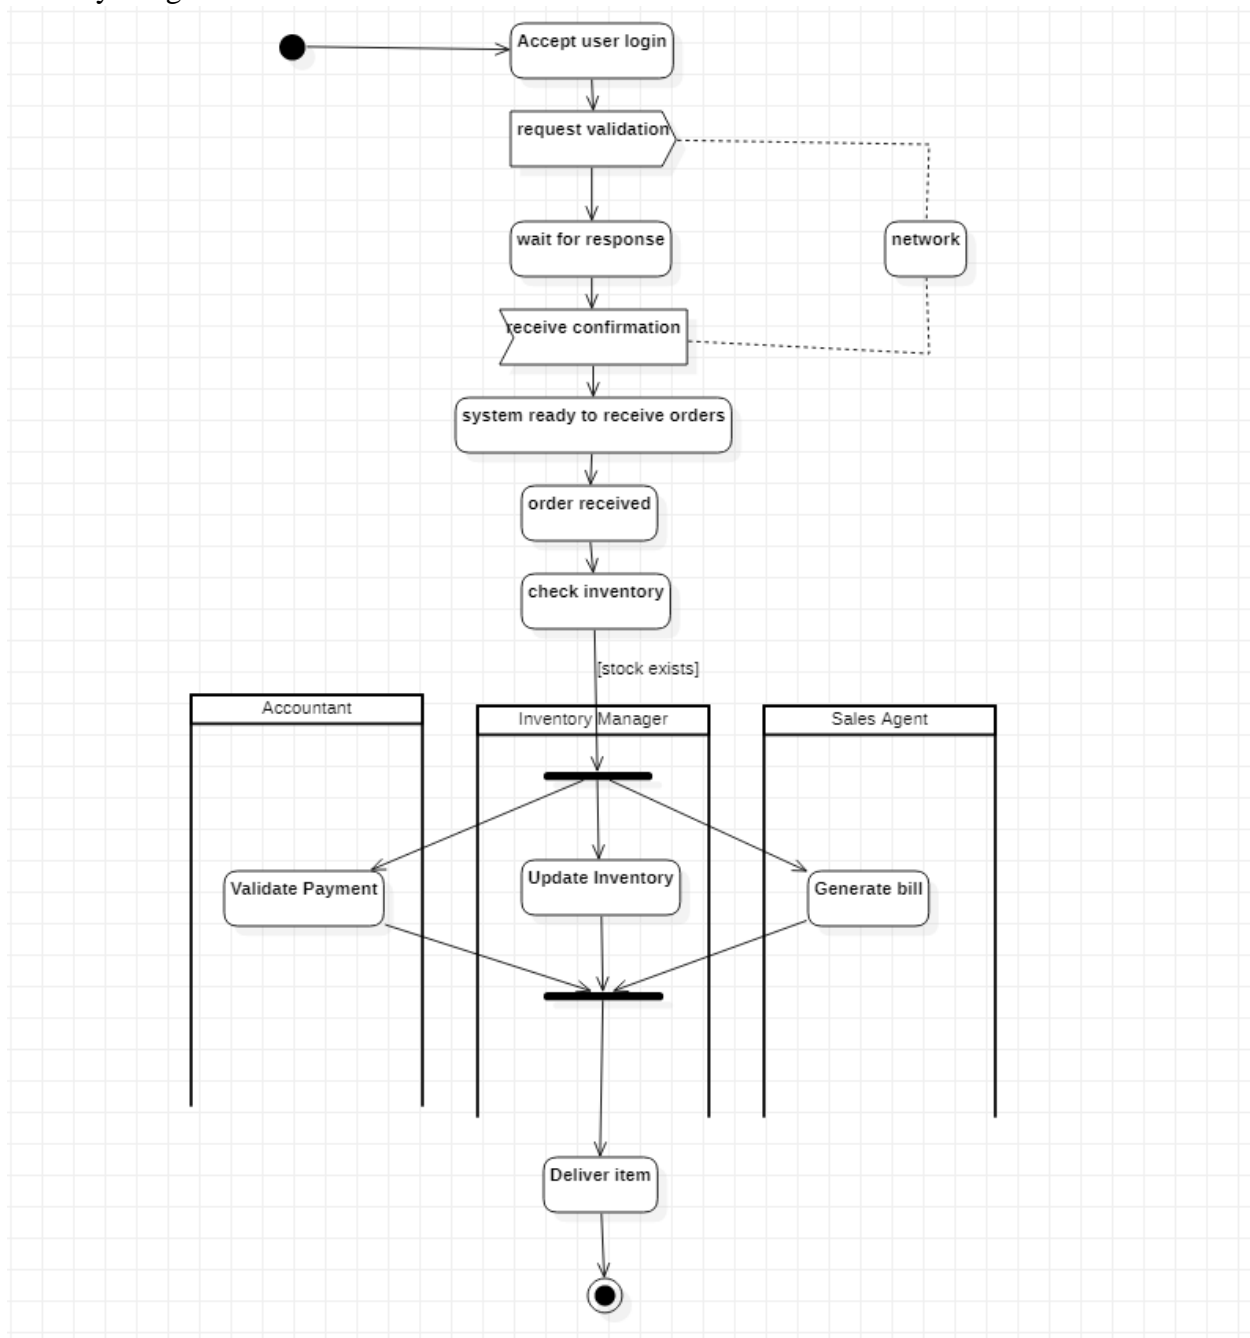 Accept user login
request validation
wait for response
network
receive confirmation
system ready to receive orders
order received
check inventory
[stock exists]
Accountant
Inventory Manager
Sales Agent
Validate Payment
Update Inventory
Generate bill
Deliver item